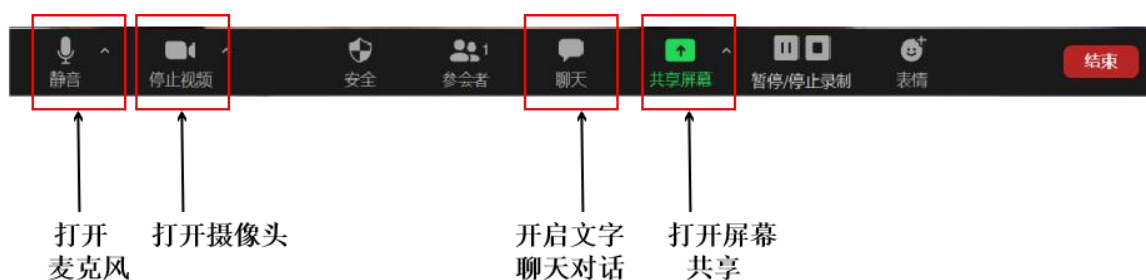 静音
停止视频
安全
1
参会者
聊天
共享屏幕
暂停/停止录制
表情
结束
打开
麦克风
打开摄像头
开启文字
聊天对话
打开屏幕
共享